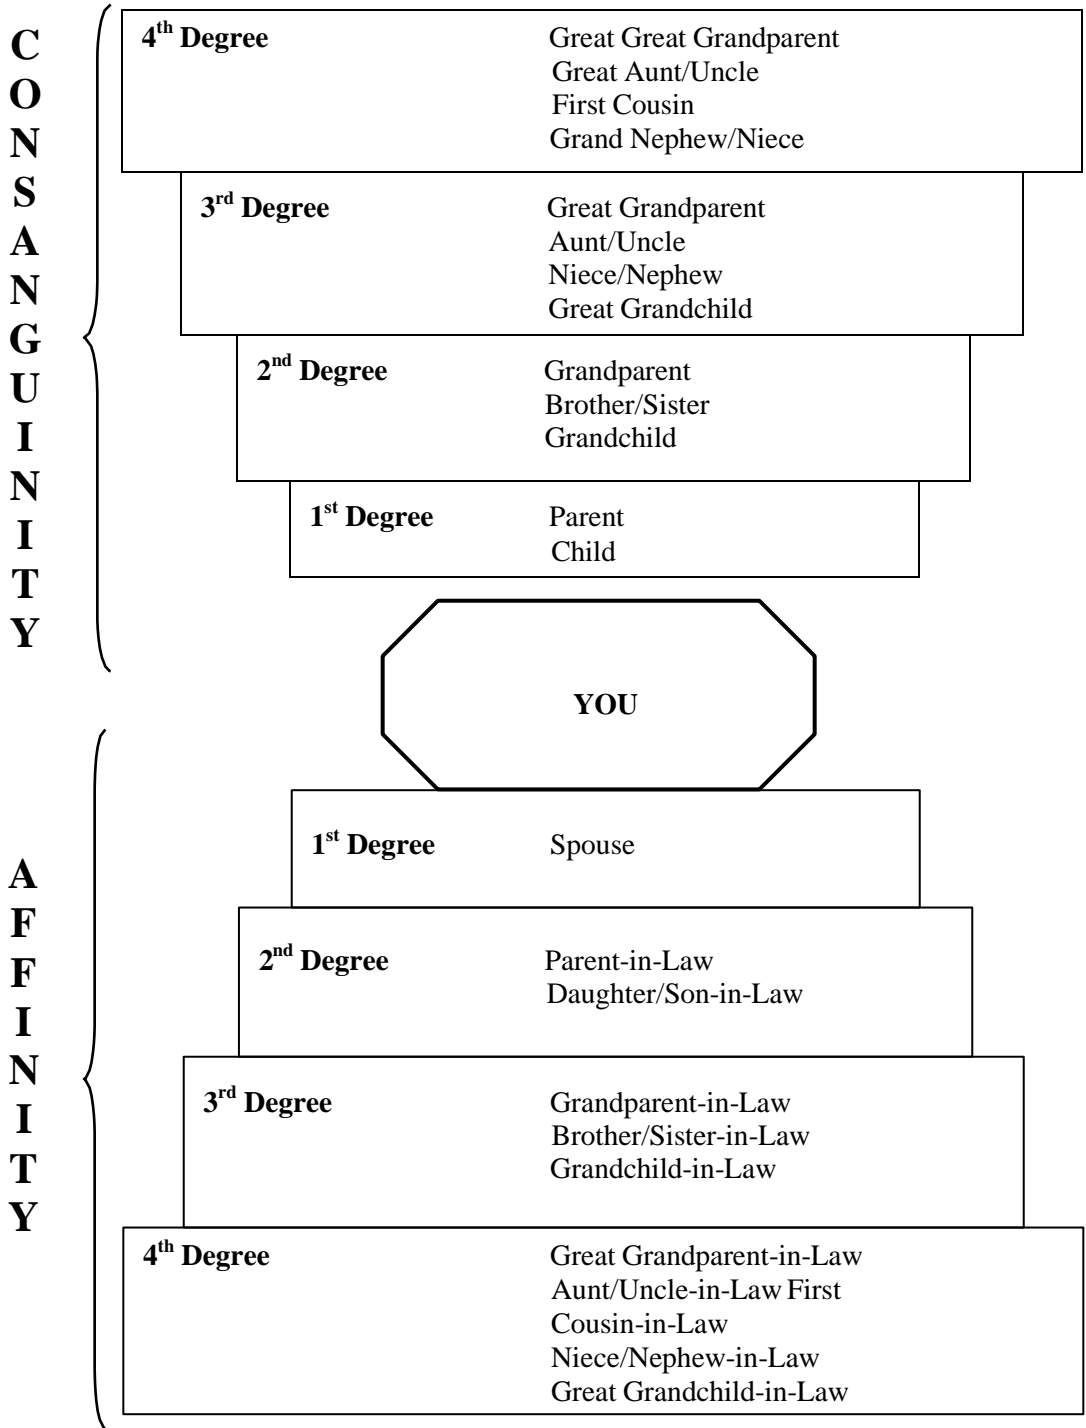 CONSANGUINITY
4th Degree Great Great Grandparent
Great Aunt/Uncle
First Cousin
Grand Nephew/Niece
3rd Degree Great Grandparent
Aunt/Uncle
Niece/Nephew
Great Grandchild
2nd Degree Grandparent
Brother/Sister
Grandchild
1st Degree Parent
Child
YOU
AFFINITY
1st Degree Spouse
2nd Degree Parent-in-Law
Daughter/Son-in-Law
3rd Degree Grandparent-in-Law
Brother/Sister-in-Law
Grandchild-in-Law
4th Degree Great Grandparent-in-Law
Aunt/Uncle-in-Law First
Cousin-in-Law
Niece/Nephew-in-Law
Great Grandchild-in-Law